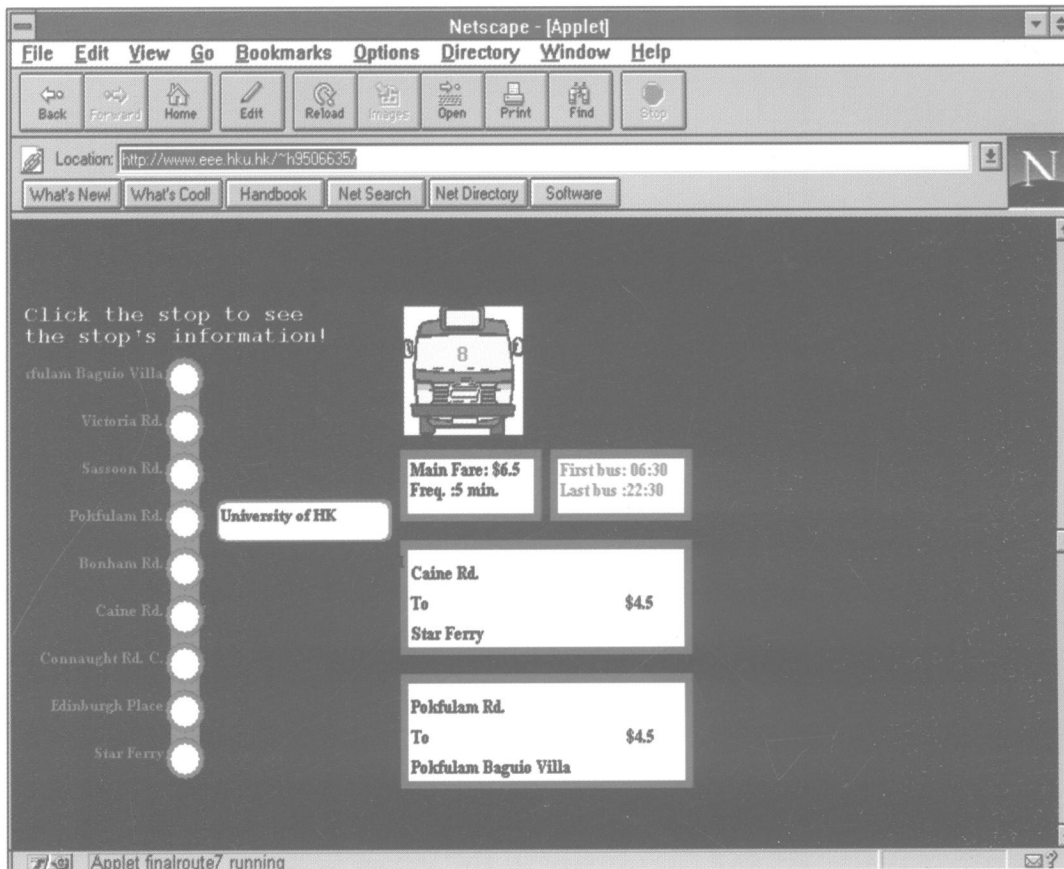 Netscape - [Applet]
File Edit View Go Bookmarks Options Directory Window Help
Back Forward Home Edit Reload Images Open Print Find Stop
Location: http://www.eee.hku.hk/~h9506635/
N
What's New! What's Cool! Handbook Net Search Net Directory Software
Click the stop to see
the stop's information!
8
fulam Baguio Villa
Victoria Rd.
Sassoon Rd.
Pokfulam Rd.
Bonham Rd.
Caine Rd.
Connaught Rd. C.
Edinburgh Place
Star Ferry
University of HK
Main Fare: $6.5
Freq. :5 min.
First bus: 06:30
Last bus :22:30
Caine Rd.
To $4.5
Star Ferry
Pokfulam Rd.
To $4.5
Pokfulam Baguio Villa
Applet finalroute7 running